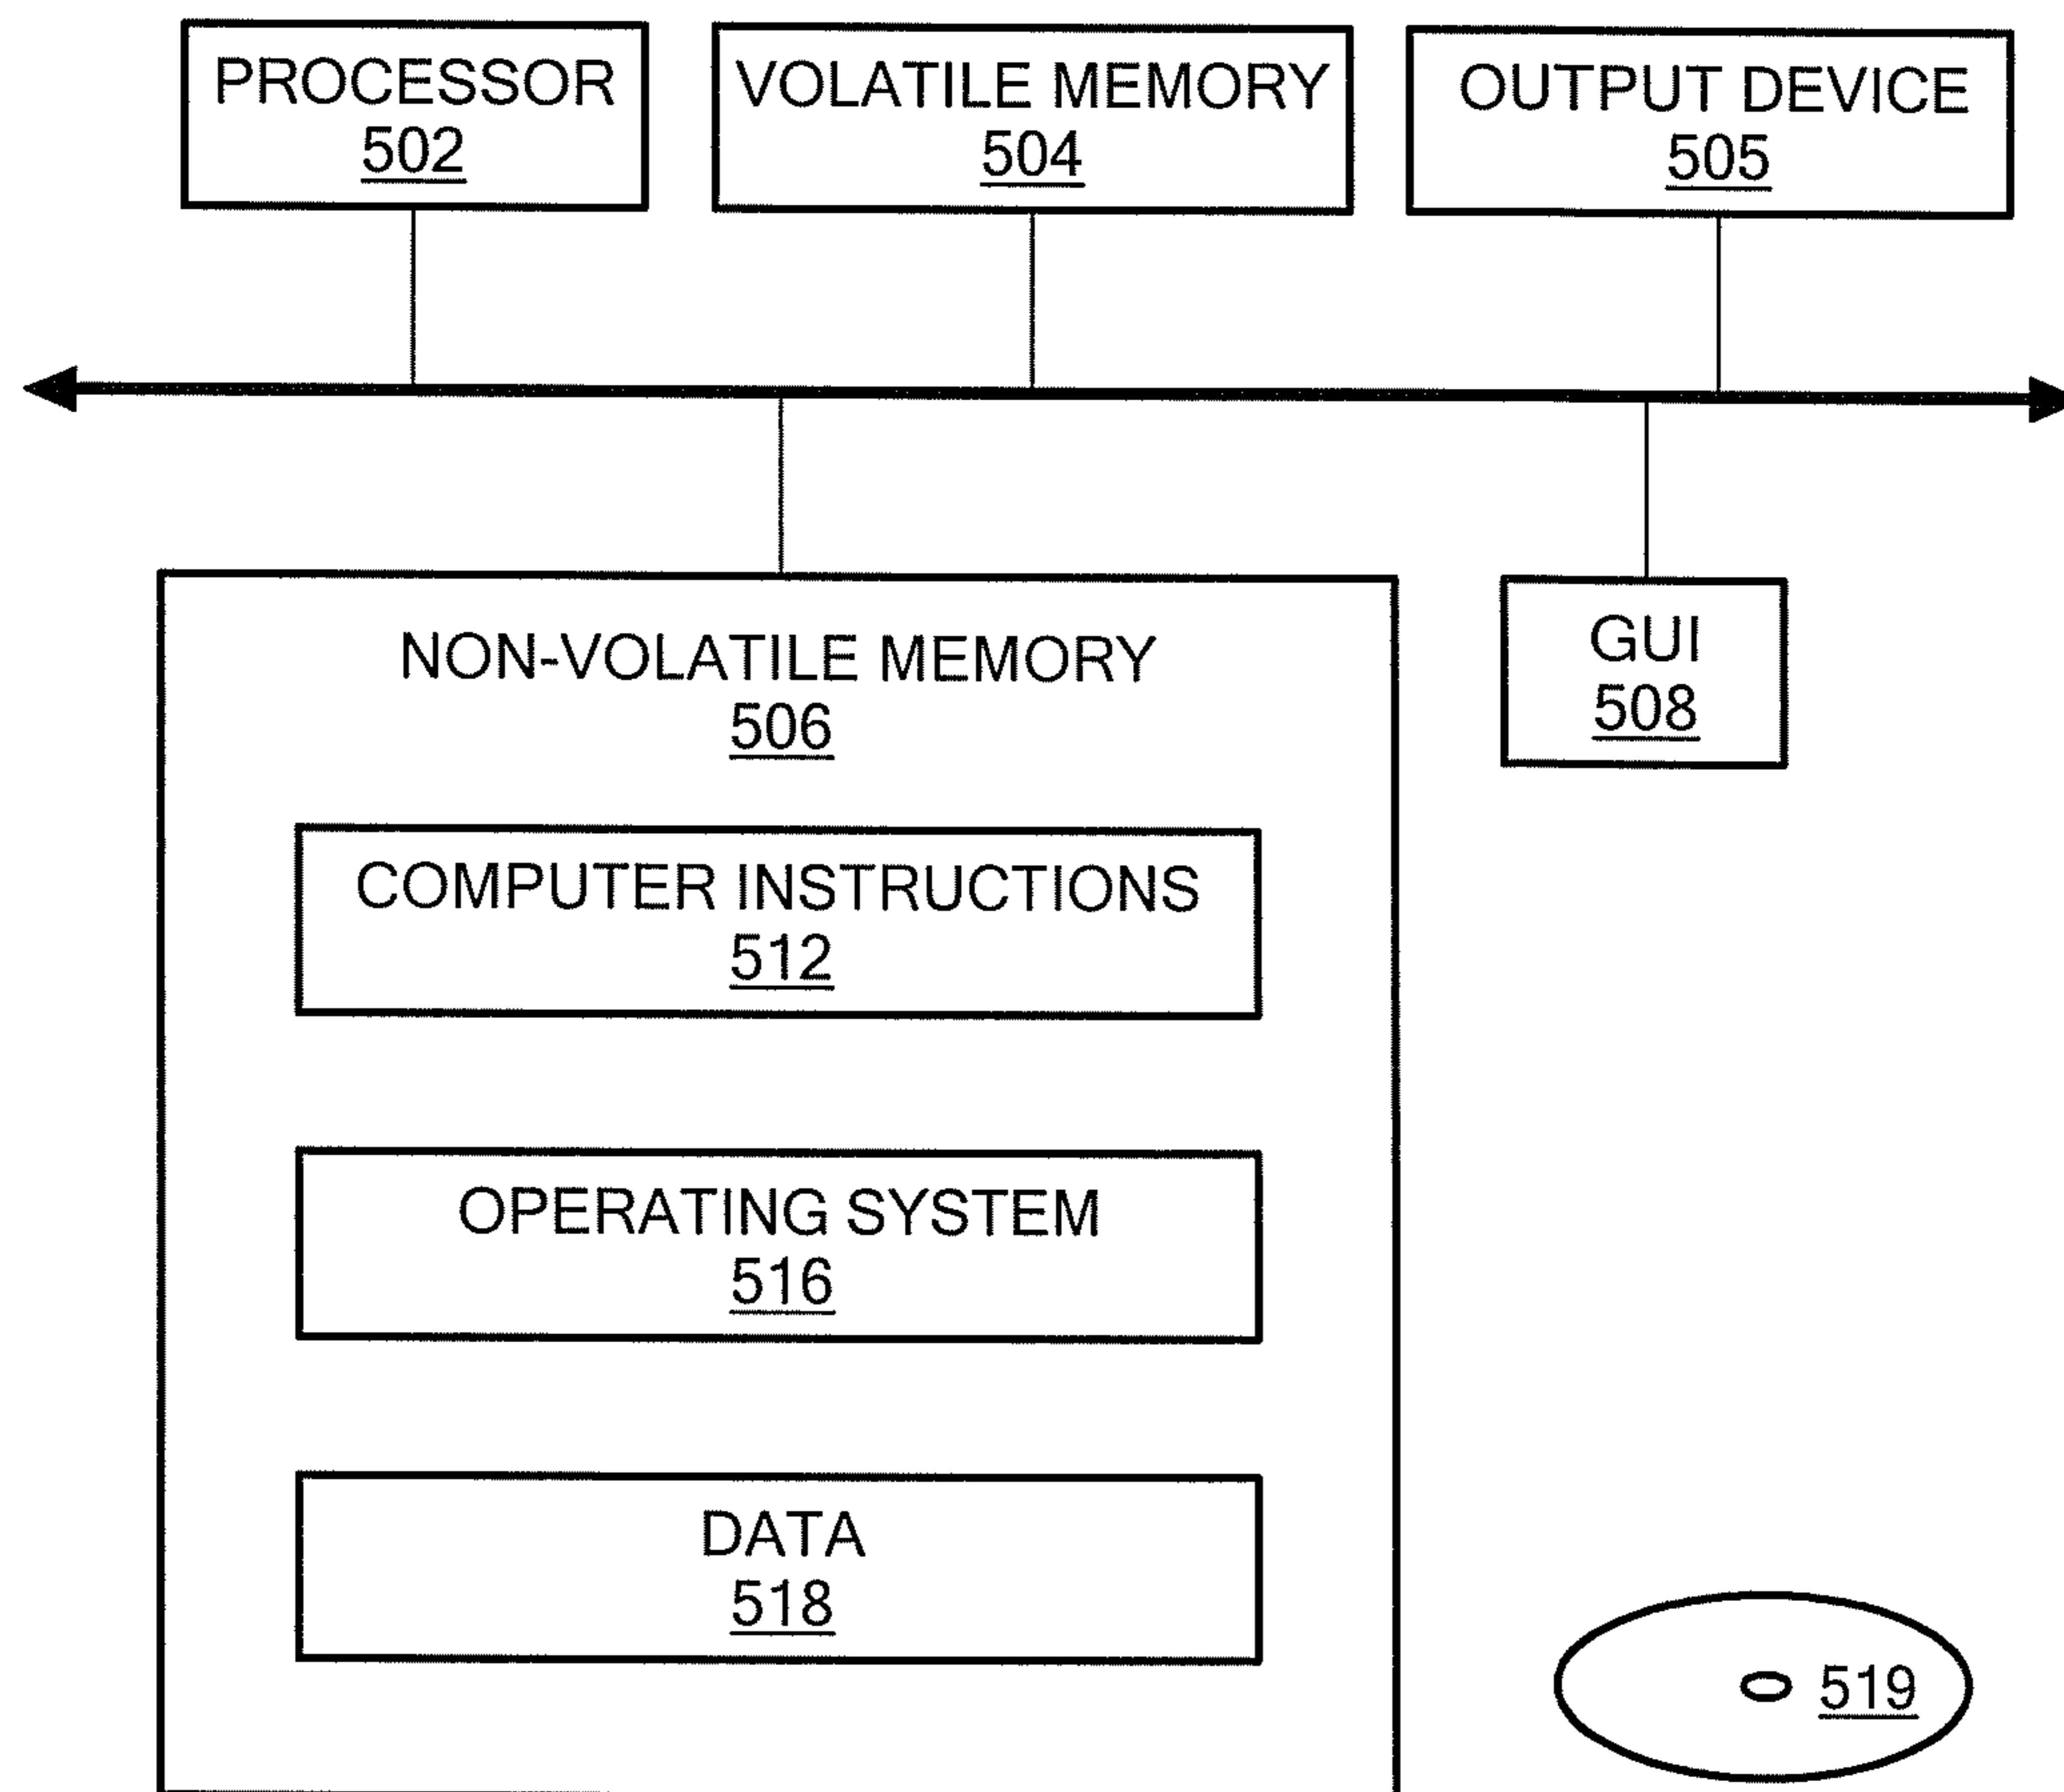 PROCESSOR
502
VOLATILE MEMORY
504
OUTPUT DEVICE
505
NON-VOLATILE MEMORY
506
GUI
508
COMPUTER INSTRUCTIONS
512
OPERATING SYSTEM
516
DATA
518
519